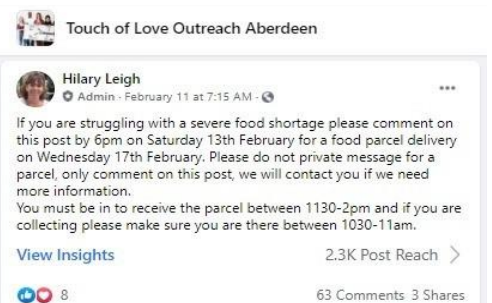 Touch of Love Outreach Aberdeen
Hilary Leigh
Admin · February 11 at 7:15 AM ·
If you are struggling with a severe food shortage please comment on
this post by 6pm on Saturday 13th February for a food parcel delivery
on Wednesday 17th February. Please do not private message for a
parcel, only comment on this post, we will contact you if we need
more information.
You must be in to receive the parcel between 1130-2pm and if you are
collecting please make sure you are there between 1030-11am.
View Insights 2.3K Post Reach
8 63 Comments 3 Shares